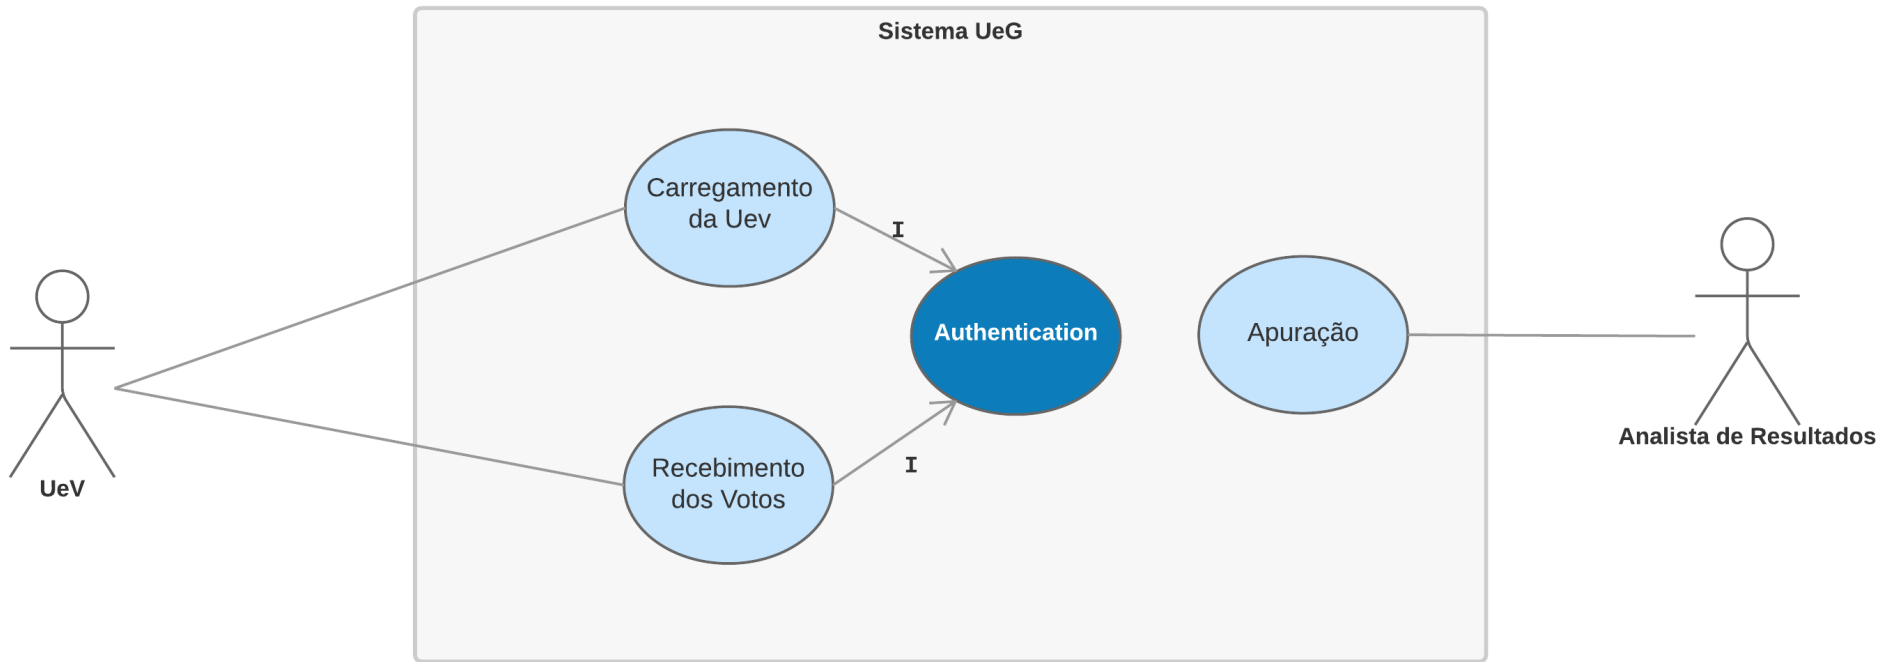 Sistema UeG
Carregamento
da Uev
I
Authentication
Apuração
Recebimento
dos Votos
I
UeV
Analista de Resultados